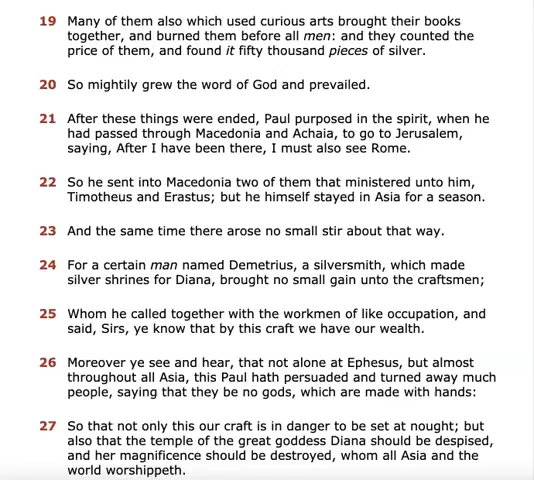 19 Many of them also which used curious arts brought their books
together, and burned them before all men: and they counted the
price of them, and found it fifty thousand pieces of silver.
20 So mightily grew the word of God and prevailed.
21 After these things were ended, Paul purposed in the spirit, when he
had passed through Macedonia and Achaia, to go to Jerusalem,
saying, After I have been there, I must also see Rome.
22 So he sent into Macedonia two of them that ministered unto him,
Timotheus and Erastus; but he himself stayed in Asia for a season.
23 And the same time there arose no small stir about that way.
24 For a certain man named Demetrius, a silversmith, which made
silver shrines for Diana, brought no small gain unto the craftsmen;
25 Whom he called together with the workmen of like occupation, and
said, Sirs, ye know that by this craft we have our wealth.
26 Moreover ye see and hear, that not alone at Ephesus, but almost
throughout all Asia, this Paul hath persuaded and turned away much
people, saying that they be no gods, which are made with hands:
27 So that not only this our craft is in danger to be set at nought; but
also that the temple of the great goddess Diana should be despised,
and her magnificence should be destroyed, whom all Asia and the
world worshippeth.